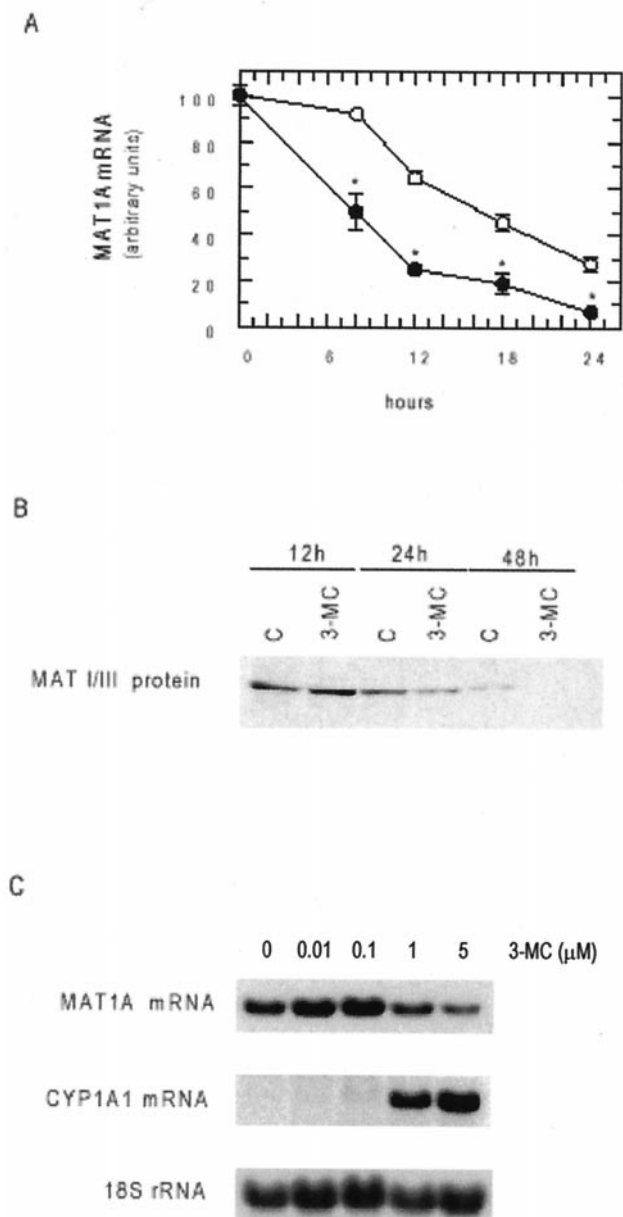 A
MAT1A mRNA
(arbitrary units)
100
80
60
40
20
0
* * * *
0 6 12 18 24
hours
B
12h 24h 48h
C 3-MC C 3-MC C 3-MC
MAT I/III protein
C
0 0.01 0.1 1 5 3-MC (μM)
MAT1A mRNA
CYP1A1 mRNA
18S rRNA